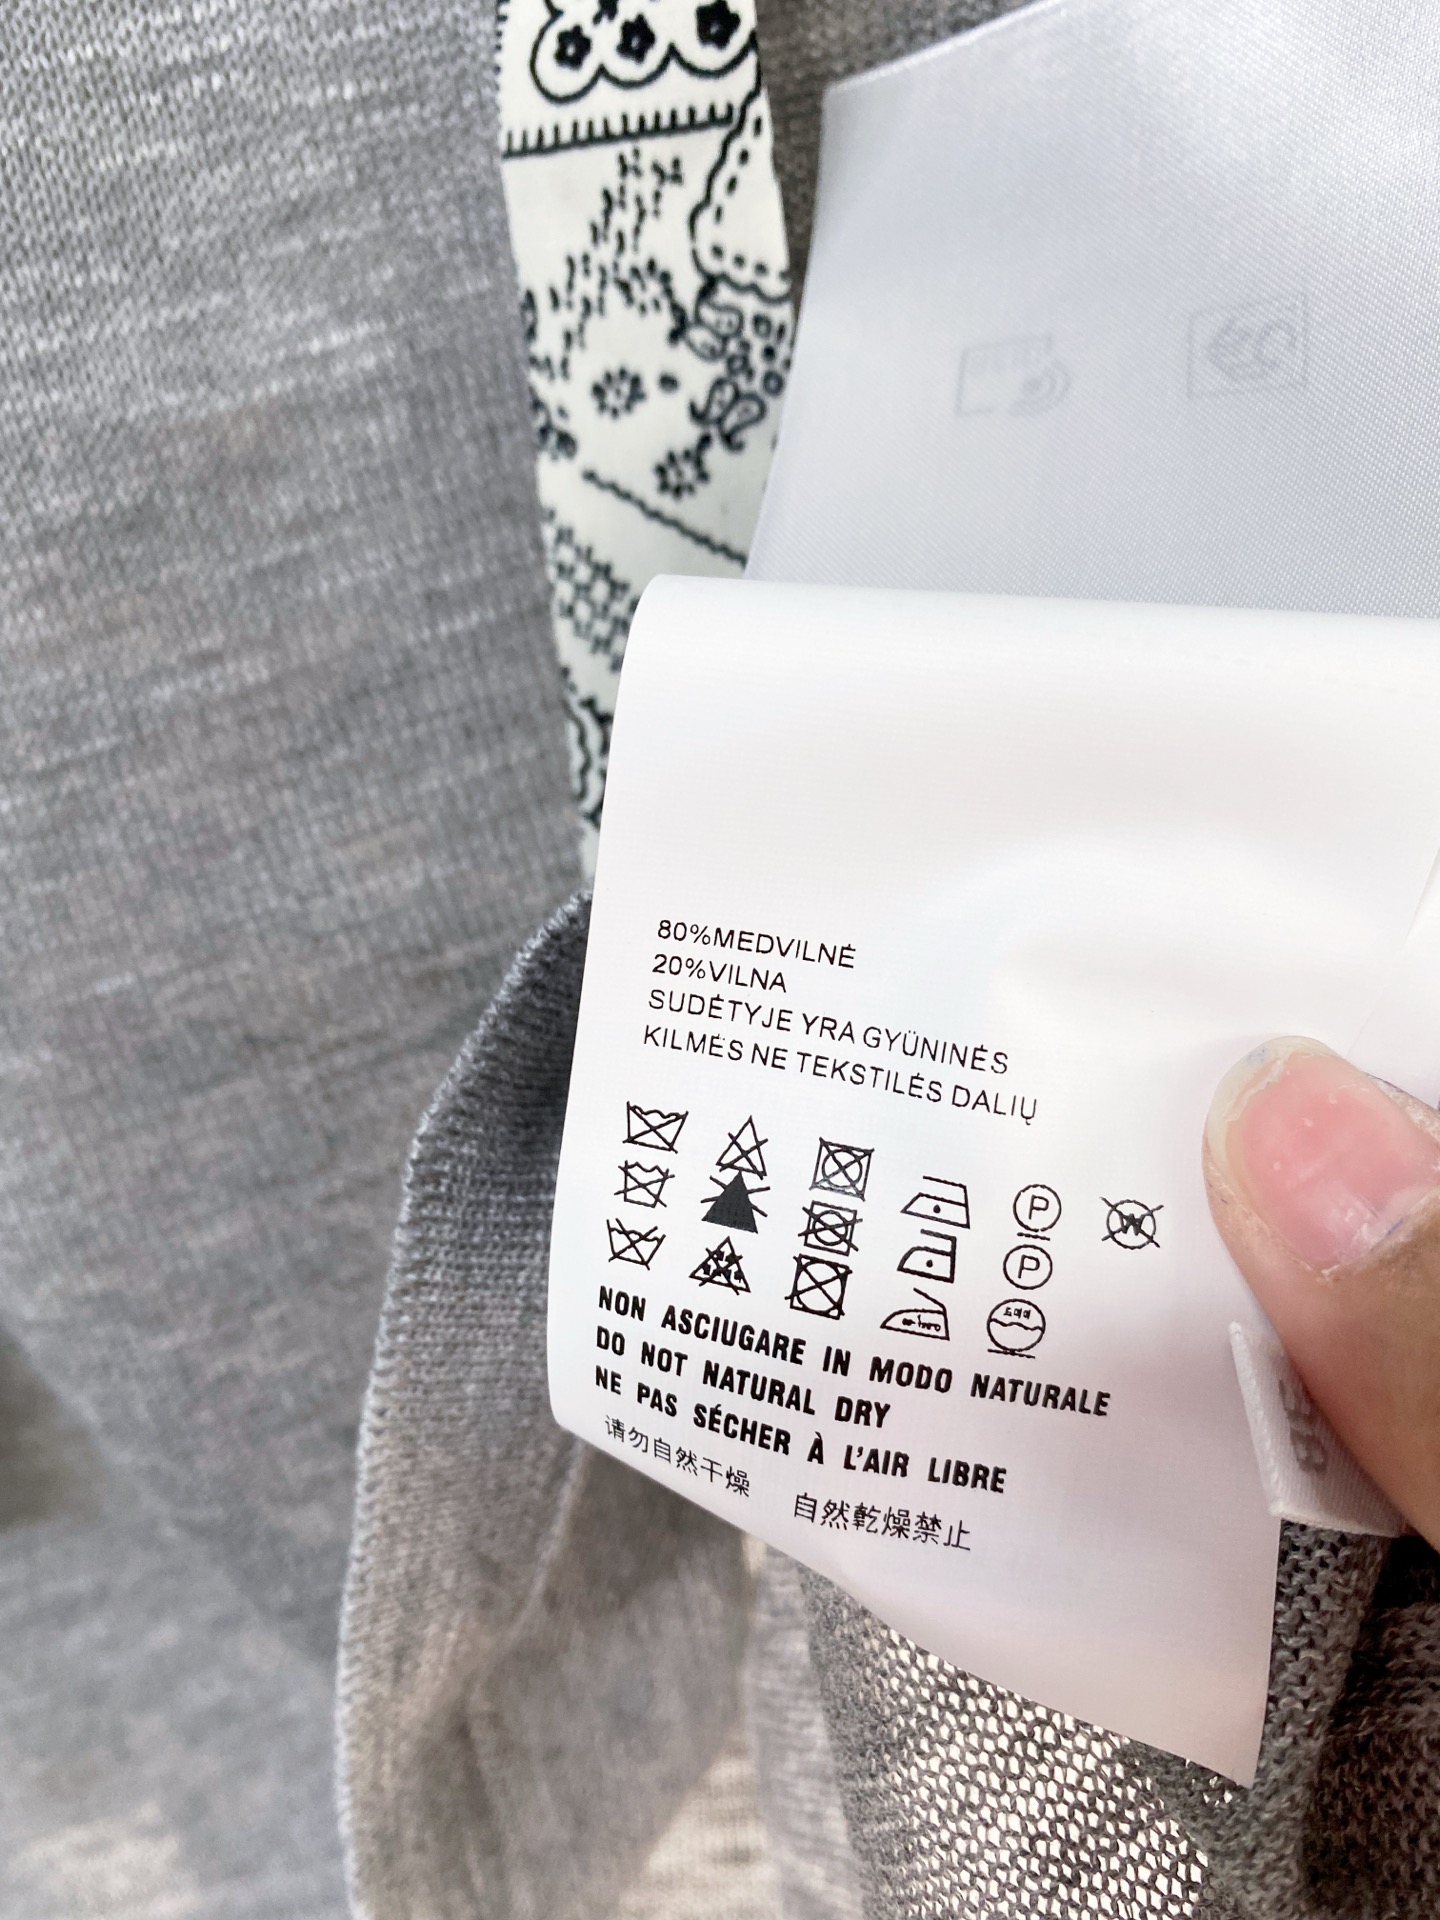 80%MEDVILNĖ
20%VILNA
SUDĖTYJE YRA GYÜNINĖS
KILMĖS NE TEKSTILĖS DALIŲ
P
W
P
NON ASCIUGARE IN MODO NATURALE
DO NOT NATURAL DRY
NE PAS SÉCHER À L'AIR LIBRE
请勿自然干燥 自然乾燥禁止